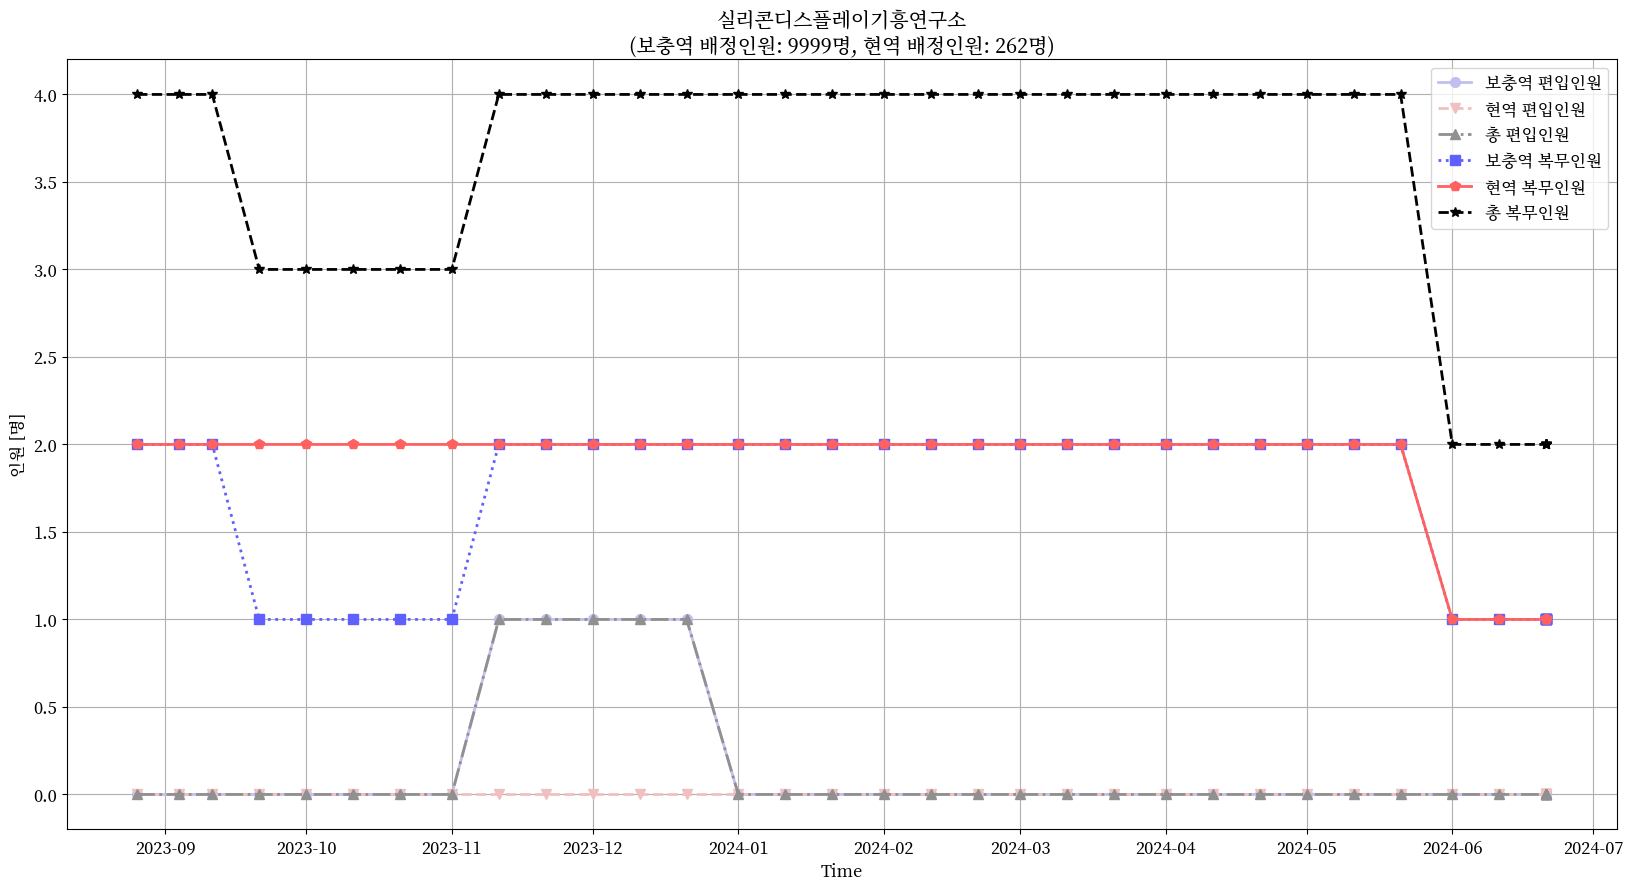 실리콘디스플레이기흥연구소
(보충역 배정인원: 9999명, 현역 배정인원: 262명)
보충역 편입인원
현역 편입인원
총 편입인원
보충역 복무인원
현역 복무인원
총 복무인원
인원 [명]
4.0
3.5
3.0
2.5
2.0
1.5
1.0
0.5
0.0
2023-09
2023-10
2023-11
2023-12
2024-01
2024-02
2024-03
2024-04
2024-05
2024-06
2024-07
Time